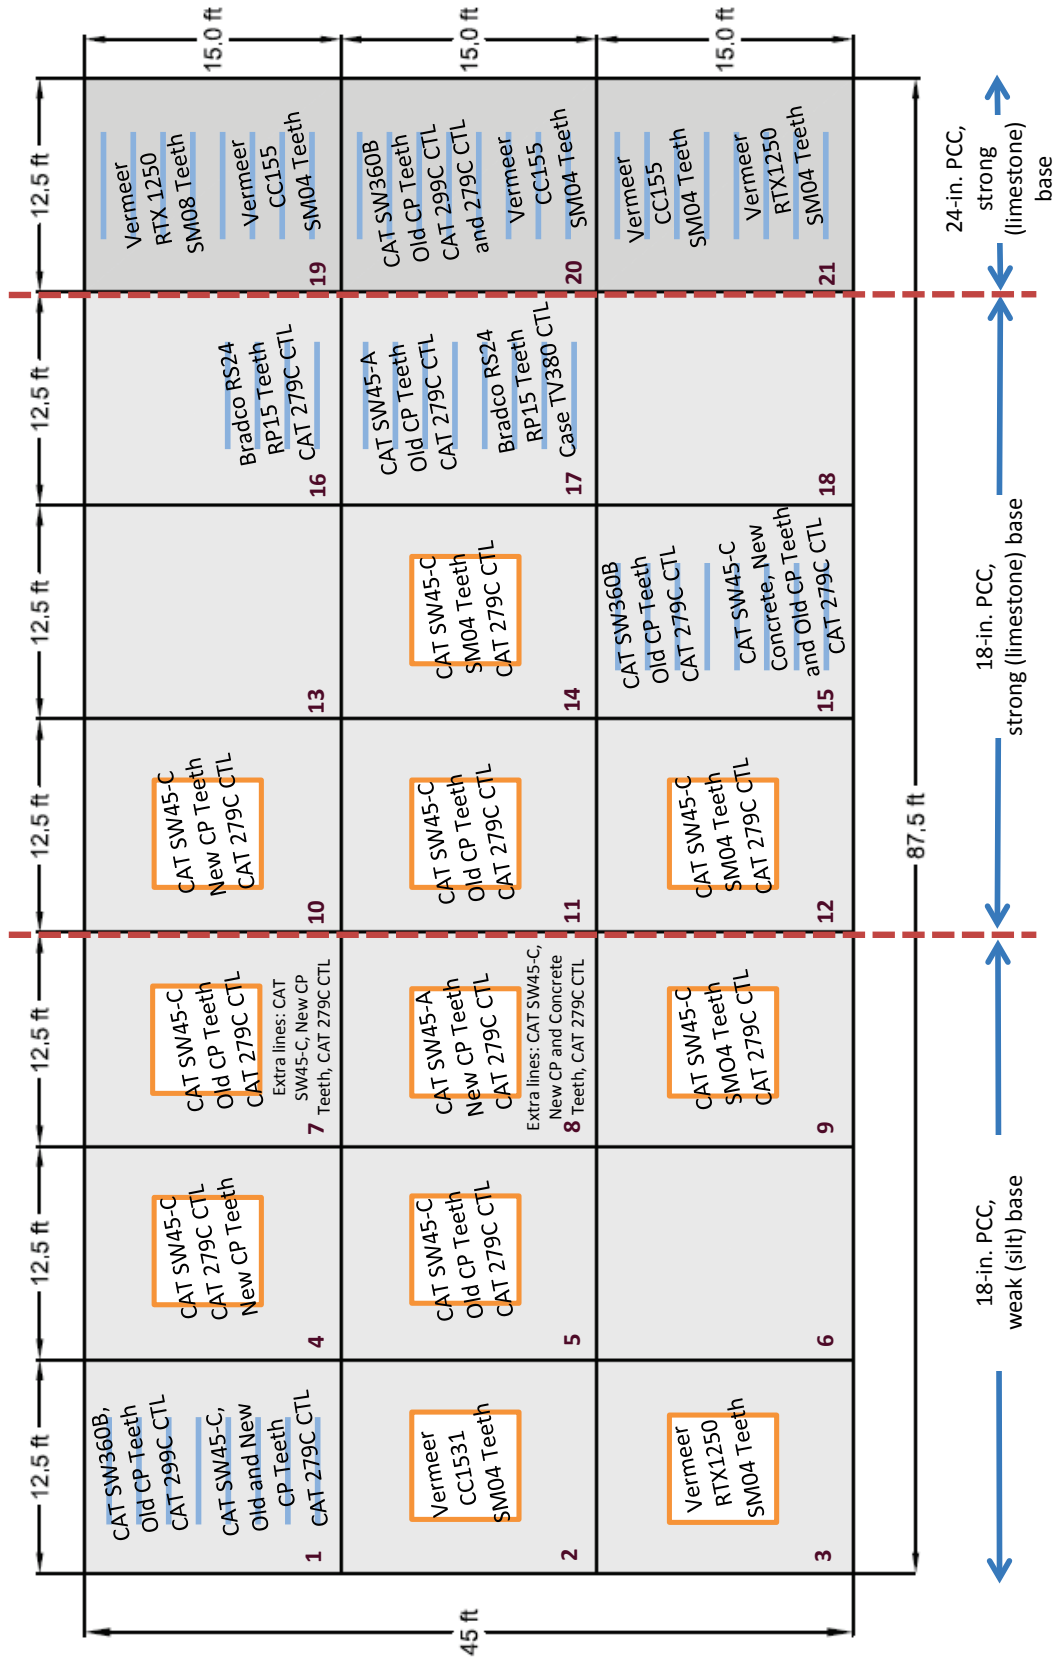 12.5 ft
12.5 ft
12.5 ft
12.5 ft
12.5 ft
12.5 ft
12.5 ft
45 ft
15.0 ft
15.0 ft
15.0 ft
87.5 ft
CAT SW360B,
Old CP Teeth
CAT 299C CTL
CAT SW45-C,
Old and New
CP Teeth
CAT 279C CTL
1
Vermeer
CC1531
SM04 Teeth
2
Vermeer
RTX1250
SM04 Teeth
3
CAT SW45-C
CAT 279C CTL
New CP Teeth
4
CAT SW45-C
Old CP Teeth
CAT 279C CTL
5
6
CAT SW45-C
Old CP Teeth
CAT 279C CTL
Extra lines: CAT
SW45-C, New CP
Teeth, CAT 279C CTL
7
CAT SW45-A
New CP Teeth
CAT 279C CTL
Extra lines: CAT SW45-C,
New CP and Concrete
Teeth, CAT 279C CTL
8
CAT SW45-C
SMO4 Teeth
CAT 279C CTL
9
CAT SW45-C
New CP Teeth
CAT 279C CTL
10
CAT SW45-C
Old CP Teeth
CAT 279C CTL
11
CAT SW45-C
SM04 Teeth
CAT 279C CTL
12
13
CAT SW45-C
SM04 Teeth
CAT 279C CTL
14
CAT SW360B
Old CP Teeth
CAT 279C CTL
CAT SW45-C
Concrete, New
and Old CP Teeth
CAT 279C CTL
15
Bradco RS24
RP15 Teeth
CAT 279C CTL
16
CAT SW45-A
Old CP Teeth
CAT 279C CTL
Bradco RS24
RP15 Teeth
Case TV380 CTL
17
18
Vermeer
RTX 1250
SM08 Teeth
Vermeer
CC155
SM04 Teeth
19
CAT SW360B
Old CP Teeth
CAT 299C CTL
and 279C CTL
Vermeer
CC155
SM04 Teeth
20
Vermeer
CC155
SM04 Teeth
Vermeer
RTX1250
SM04 Teeth
21
18-in. PCC,
weak (silt) base
18-in. PCC,
strong (limestone) base
24-in. PCC,
strong
(limestone)
base